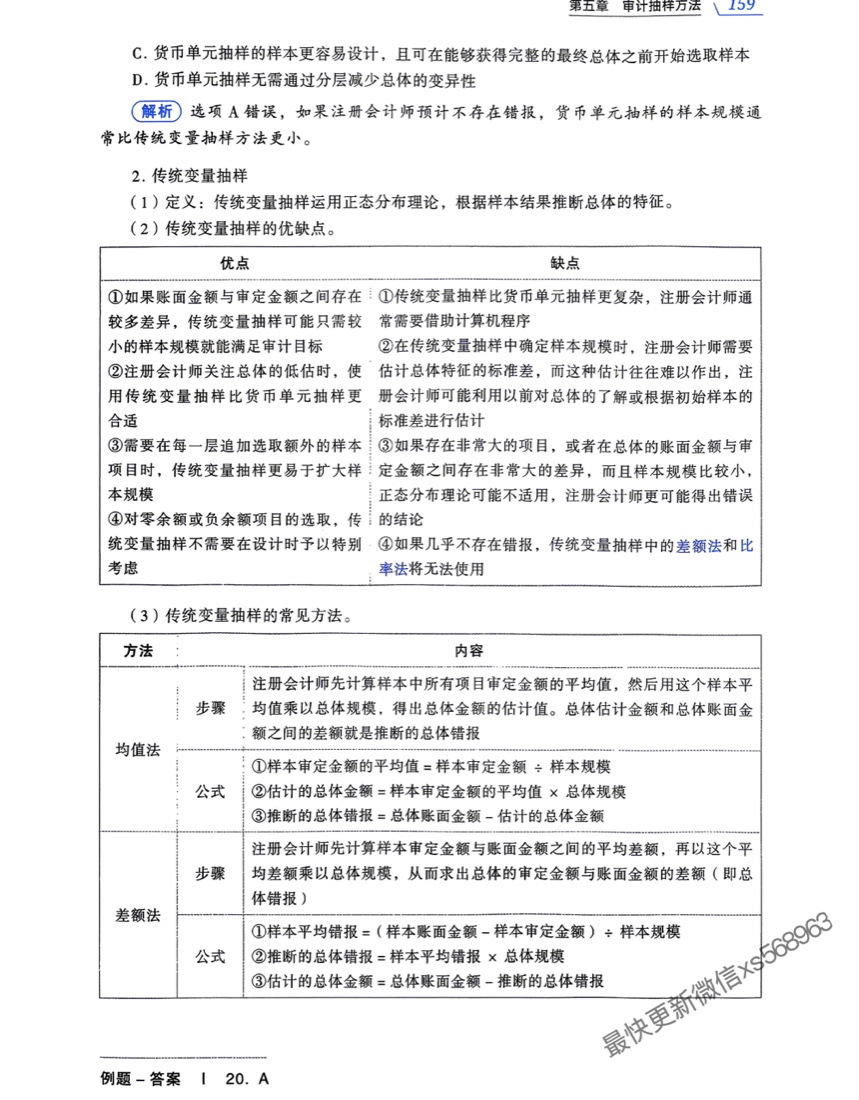 第五章 审计抽样方法 159
C. 货币单元抽样的样本更容易设计，且可在能够获得完整的最终总体之前开始选取样本
D. 货币单元抽样无需通过分层减少总体的变异性
解析 选项 A 错误，如果注册会计师预计不存在错报，货币单元抽样的样本规模通
常比传统变量抽样方法更小。
2. 传统变量抽样
（1）定义：传统变量抽样运用正态分布理论，根据样本结果推断总体的特征。
（2）传统变量抽样的优缺点。
优点
①如果账面金额与审定金额之间存在
较多差异，传统变量抽样可能只需较
小的样本规模就能满足审计目标
②注册会计师关注总体的低估时，使
用传统变量抽样比货币单元抽样更
合适
③需要在每一层追加选取额外的样本
项目时，传统变量抽样更易于扩大样
本规模
④对零余额或负余额项目的选取，传
统变量抽样不需要在设计时予以特别
考虑
缺点
①传统变量抽样比货币单元抽样更复杂，注册会计师通
常需要借助计算机程序
②在传统变量抽样中确定样本规模时，注册会计师需要
估计总体特征的标准差，而这种估计往往难以作出，注
册会计师可能利用以前对总体的了解或根据初始样本的
标准差进行估计
③如果存在非常大的项目，或者在总体的账面金额与审
定金额之间存在非常大的差异，而且样本规模比较小，
正态分布理论可能不适用，注册会计师更可能得出错误
的结论
④如果几乎不存在错报，传统变量抽样中的差额法和比
率法将无法使用
（3）传统变量抽样的常见方法。
方法 内容
均值法
步骤
注册会计师先计算样本中所有项目审定金额的平均值，然后用这个样本平
均值乘以总体规模，得出总体金额的估计值。总体估计金额和总体账面金
额之间的差额就是推断的总体错报
公式
①样本审定金额的平均值 = 样本审定金额 ÷ 样本规模
②估计的总体金额 = 样本审定金额的平均值 × 总体规模
③推断的总体错报 = 总体账面金额 - 估计的总体金额
差额法
步骤
注册会计师先计算样本审定金额与账面金额之间的平均差额，再以这个平
均差额乘以总体规模，从而求出总体的审定金额与账面金额的差额（即总
体错报）
公式
①样本平均错报 =（样本账面金额 - 样本审定金额）÷ 样本规模
②推断的总体错报 = 样本平均错报 × 总体规模
③估计的总体金额 = 总体账面金额 - 推断的总体错报
最快更新微信xs568963
例题 - 答案 | 20. A